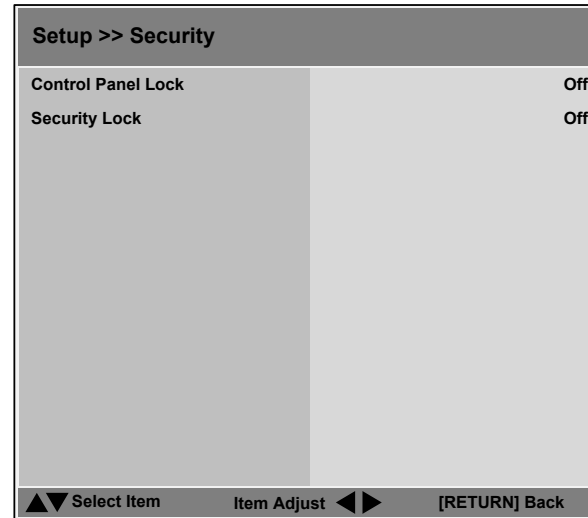 Setup >> Security
Control Panel Lock Off
Security Lock Off
Select Item Item Adjust [RETURN] Back